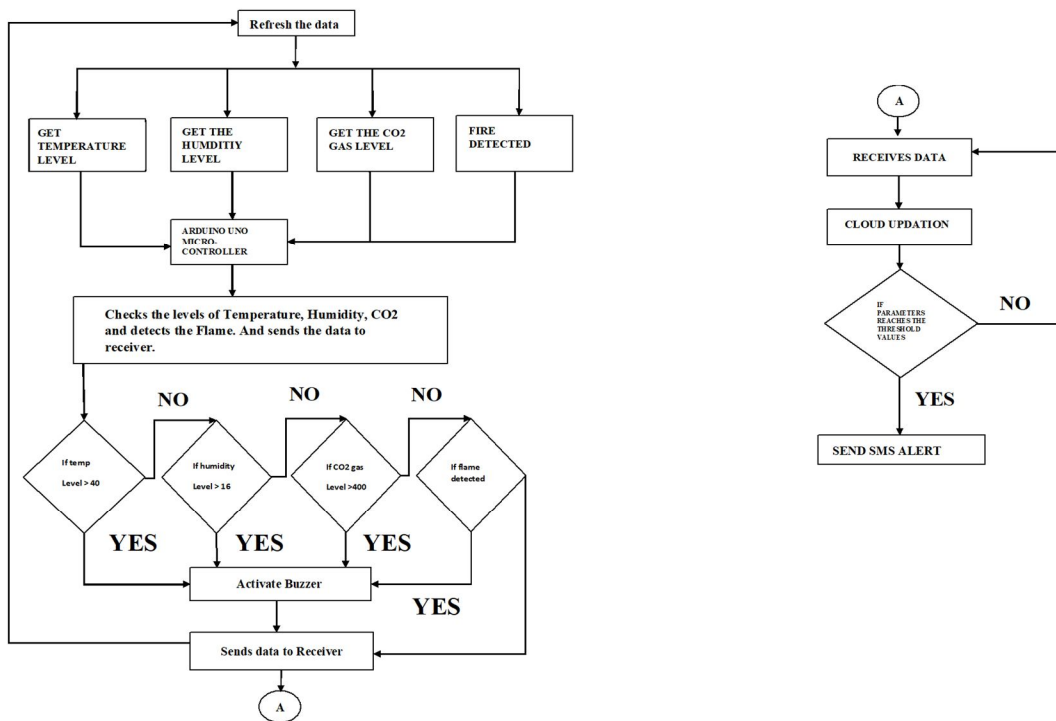 Refresh the data
GET
TEMPERATURE
LEVEL
GET THE
HUMDITIY
LEVEL
GET THE CO2
GAS LEVEL
FIRE
DETECTED
ARDUINO UNO
MICRO-
CONTROLLER
Checks the levels of Temperature, Humidity, CO2
and detects the Flame. And sends the data to
receiver.
NO
NO
NO
If temp
Level > 40
If humidity
Level > 16
If CO2 gas
Level >400
If flame
detected
YES
YES
YES
Activate Buzzer
YES
Sends data to Receiver
A
A
RECEIVES DATA
CLOUD UPDATION
IF
PARAMETERS
REACHES THE
THRESHOLD
VALUES
NO
YES
SEND SMS ALERT